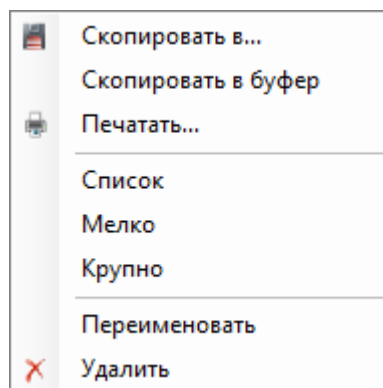 Скопировать в...
Скопировать в буфер
Печатать...
Список
Мелко
Крупно
Переименовать
Удалить